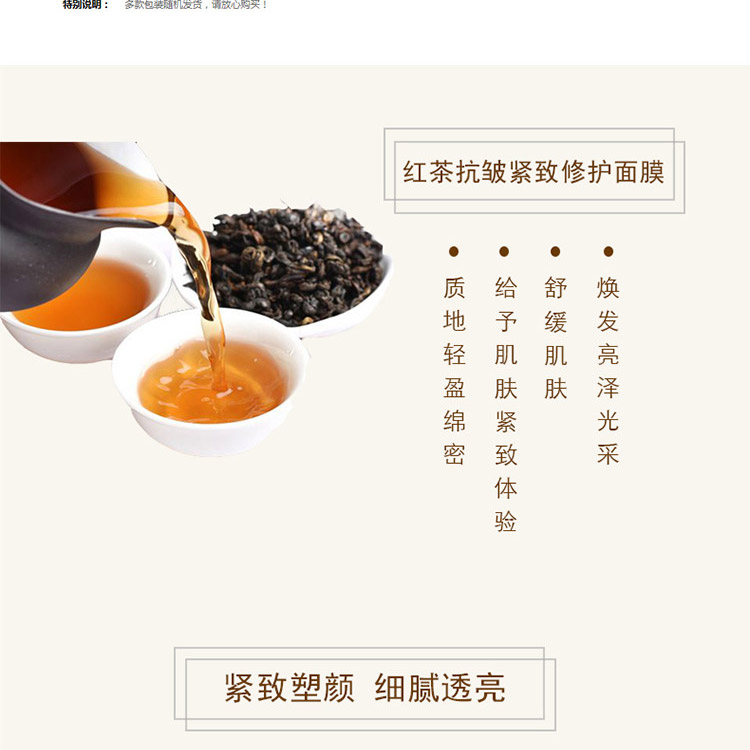 特别说明： 多款包装随机发货，请放心购买！
红茶抗皱紧致修护面膜
焕发亮泽光采
舒缓肌肤
给予肌肤紧致体验
质地轻盈绵密
紧致塑颜 细腻透亮